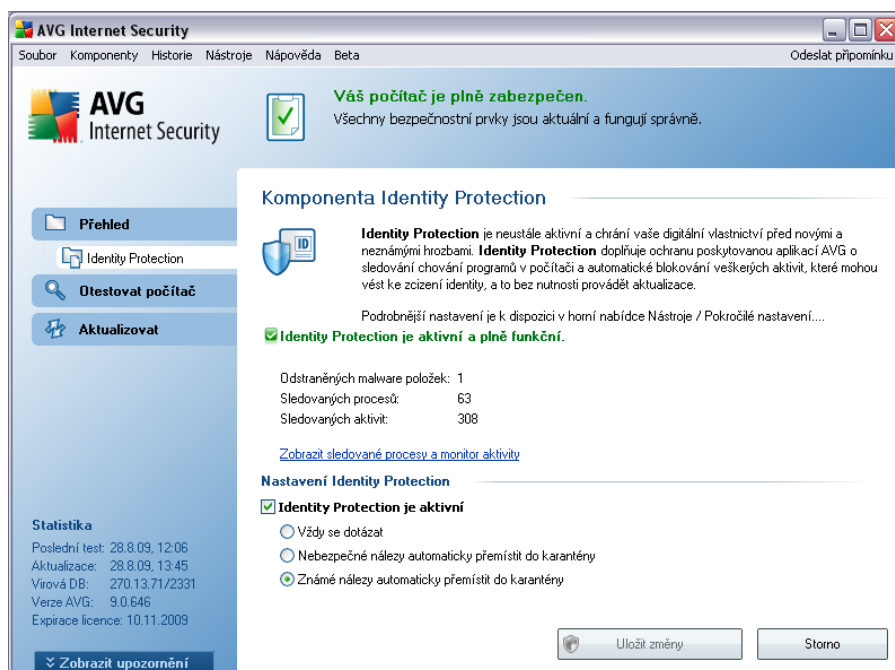 AVG Internet Security
Soubor Komponenty Historie Nástroje Nápověda Beta Odeslat připomínku
AVG
Internet Security
Váš počítač je plně zabezpečen.
Všechny bezpečnostní prvky jsou aktuální a fungují správně.
Přehled
Identity Protection
Otestovat počítač
Aktualizovat
Komponenta Identity Protection
ID
Identity Protection je neustále aktivní a chrání vaše digitální vlastnictví před novými a
neznámými hrozbami. Identity Protection doplňuje ochranu poskytovanou aplikací AVG o
sledování chování programů v počítači a automatické blokování veškerých aktivit, které mohou
vést ke zcizení identity, a to bez nutnosti provádět aktualizace.
Podrobnější nastavení je k dispozici v horní nabídce Nástroje / Pokročilé nastavení....
Identity Protection je aktivní a plně funkční.
Odstraněných malware položek: 1
Sledovaných procesů: 63
Sledovaných aktivit: 308
Zobrazit sledované procesy a monitor aktivity
Nastavení Identity Protection
Identity Protection je aktivní
Vždy se dotázat
Nebezpečné nálezy automaticky přemístit do karantény
Známé nálezy automaticky přemístit do karantény
Statistika
Poslední test: 28.8.09, 12:06
Aktualizace: 28.8.09, 13:45
Virová DB: 270.13.71/2331
Verze AVG: 9.0.646
Expirace licence: 10.11.2009
Zobrazit upozornění
Uložit změny
Storno